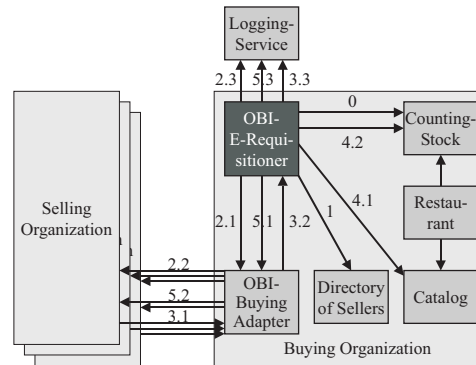 Logging-
Service
2.3 5.3 3.3
OBI-
E-Requi-
sitioner
0
4.2
Counting-
Stock
Selling
Organization
n
2.1 5.1 3.2 1 4.1
Restau-
rant
2.2
5.2
3.1
OBI-
Buying
Adapter
Directory
of Sellers
Catalog
Buying Organization